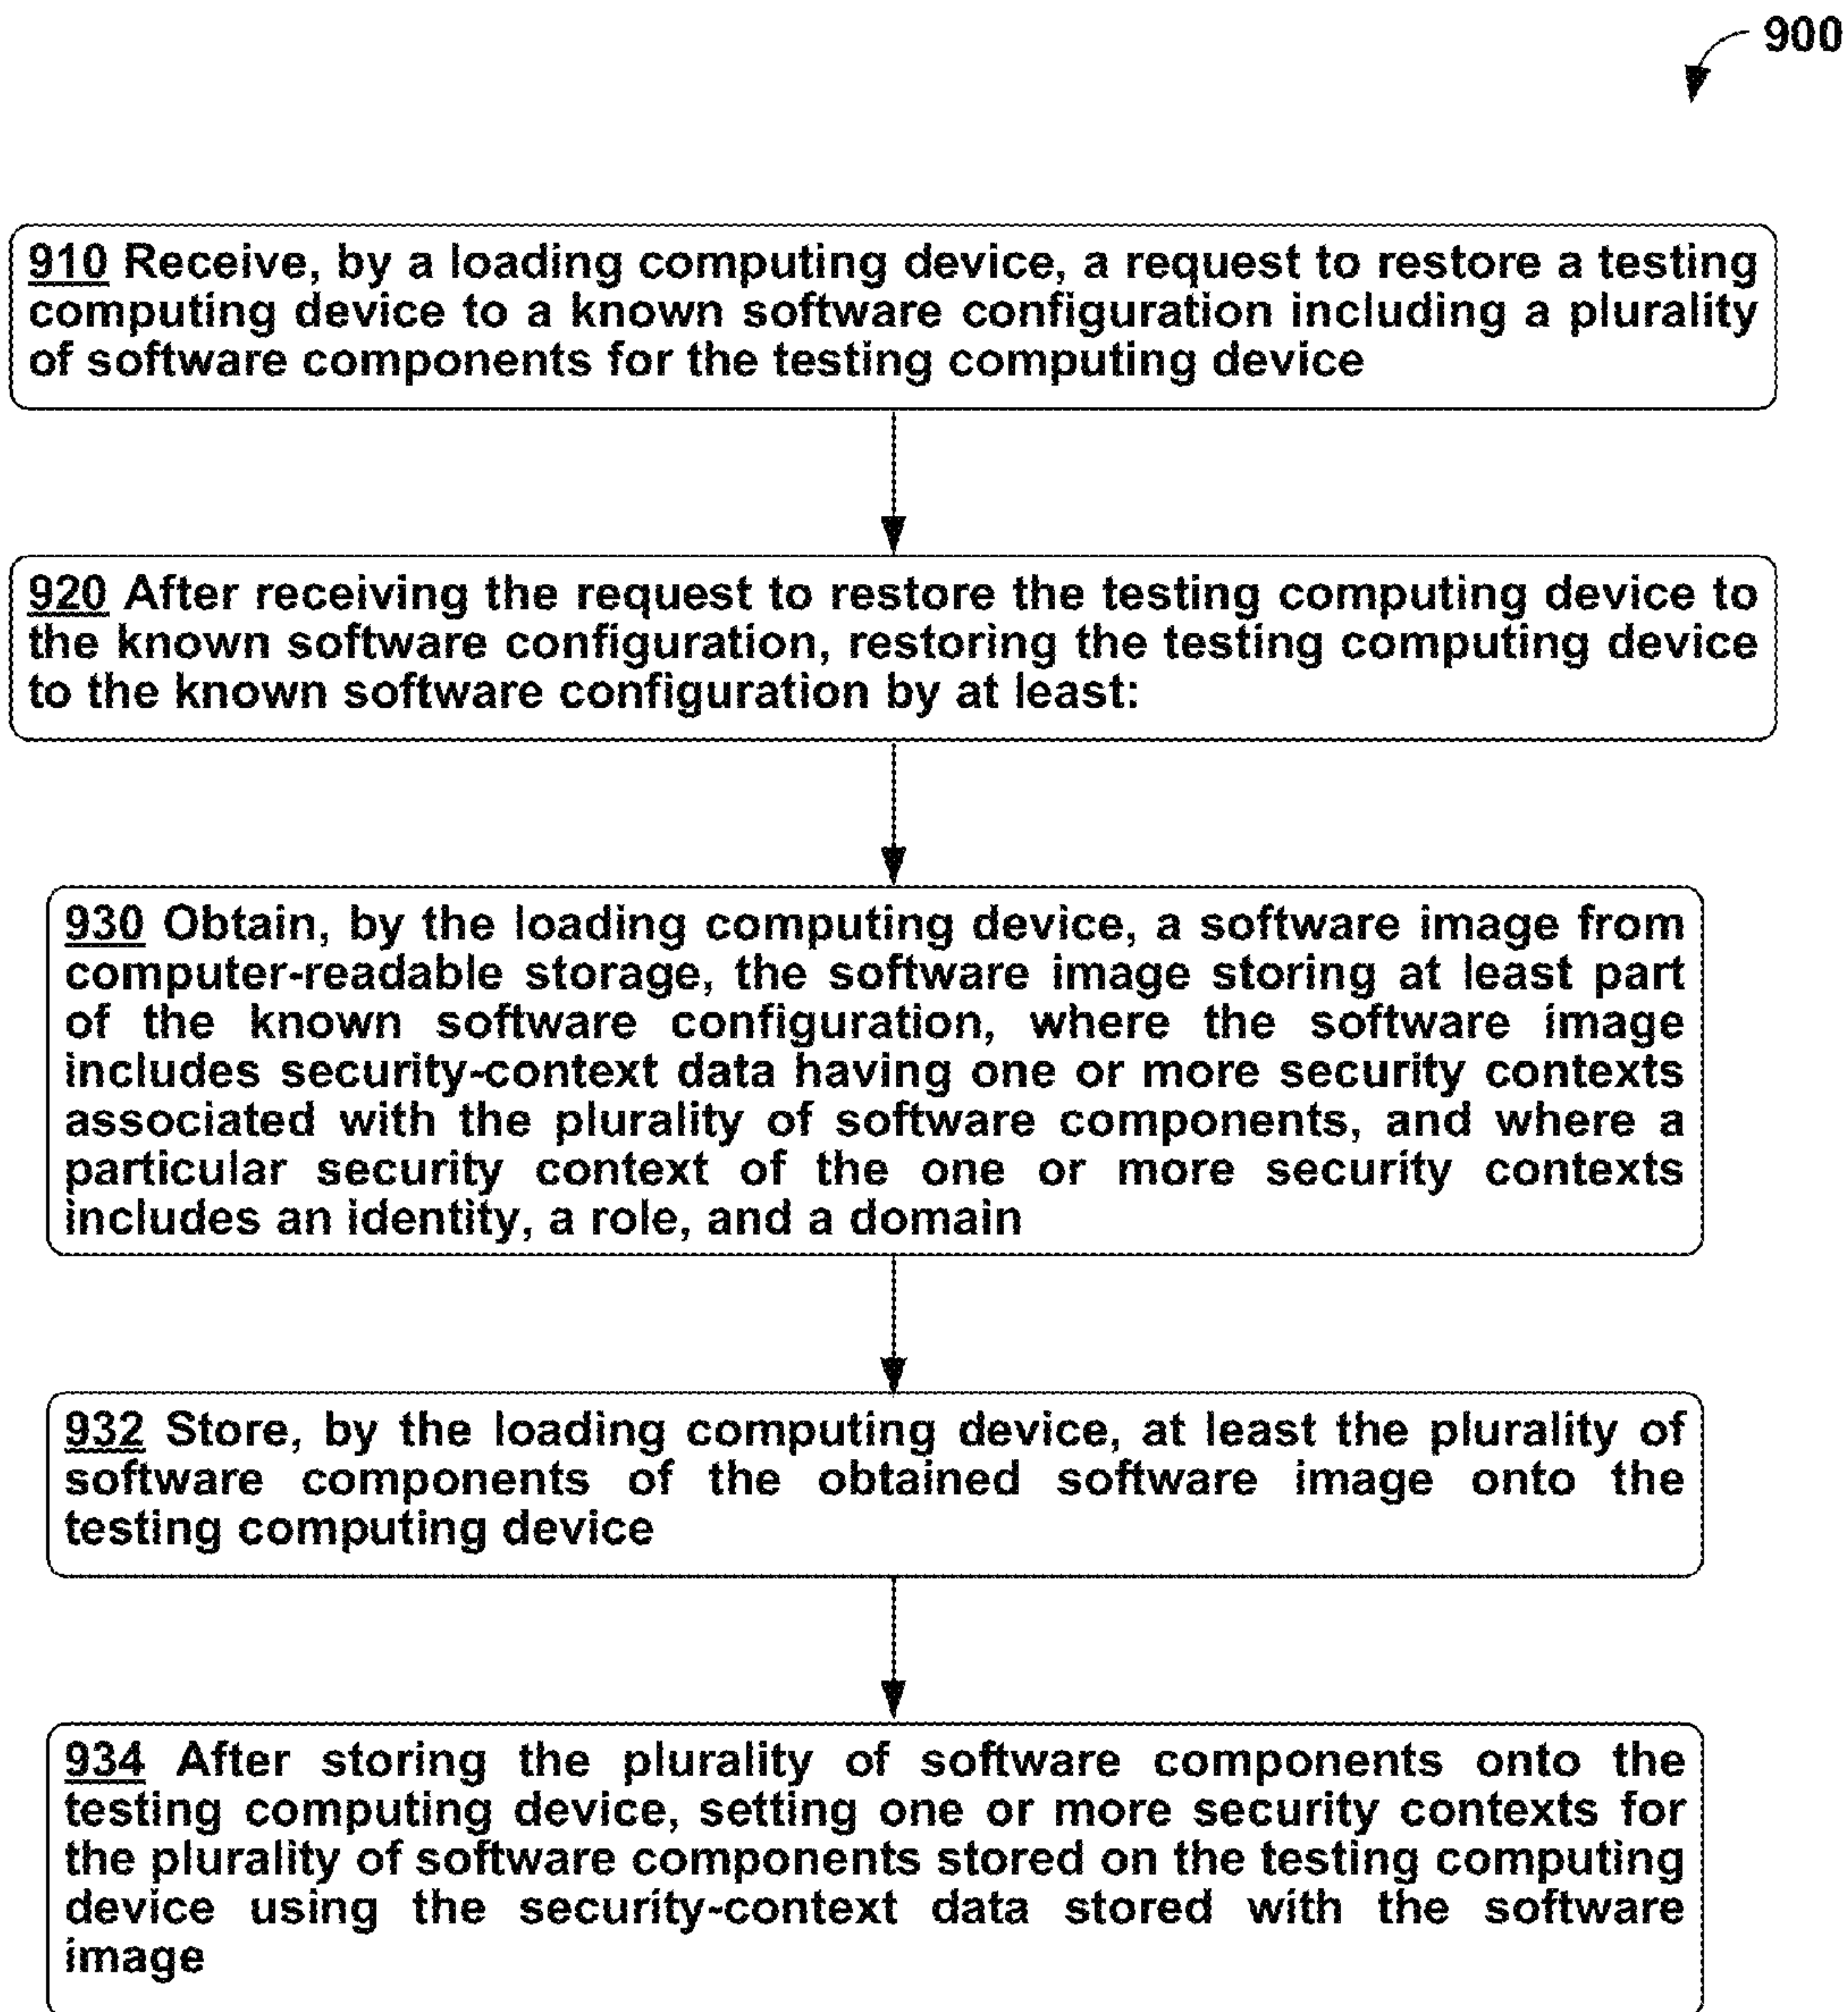 900
910 Receive, by a loading computing device, a request to restore a testing
computing device to a known software configuration including a plurality
of software components for the testing computing device
920 After receiving the request to restore the testing computing device to
the known software configuration, restoring the testing computing device
to the known software configuration by at least:
930 Obtain, by the loading computing device, a software image from
computer-readable storage, the software image storing at least part
of the known software configuration, where the software image
includes security-context data having one or more security contexts
associated with the plurality of software components, and where a
particular security context of the one or more security contexts
includes an identity, a role, and a domain
932 Store, by the loading computing device, at least the plurality of
software components of the obtained software image onto the
testing computing device
934 After storing the plurality of software components onto the
testing computing device, setting one or more security contexts for
the plurality of software components stored on the testing computing
device using the security-context data stored with the software
image